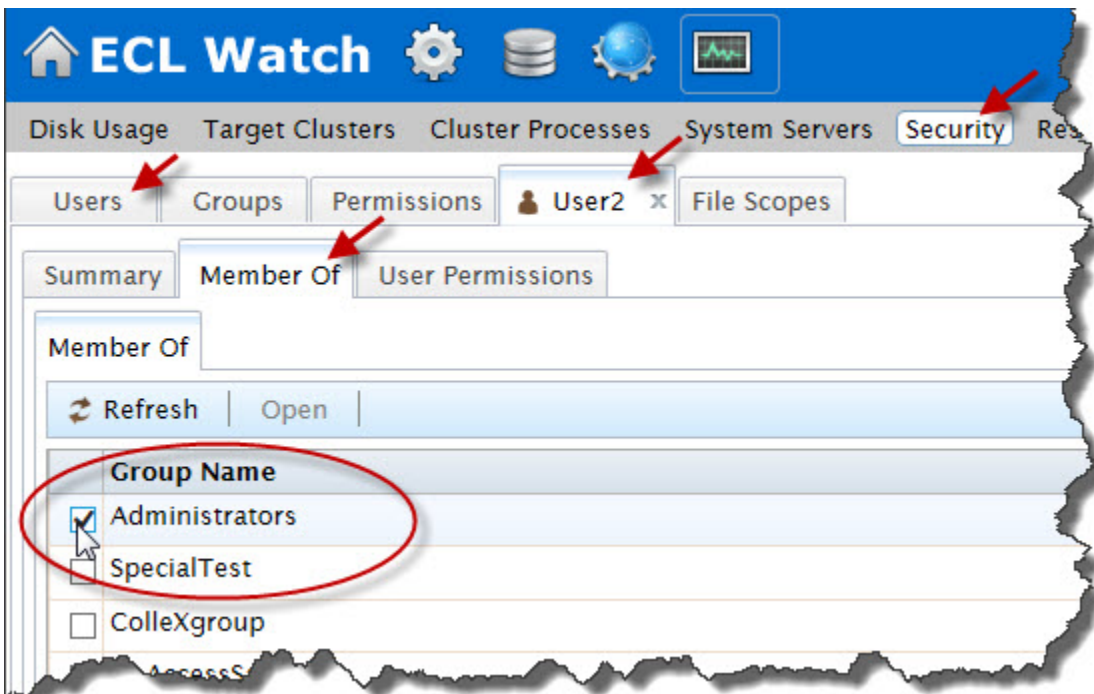 ECL Watch
Disk Usage Target Clusters Cluster Processes System Servers Security
Users Groups Permissions User2 x File Scopes
Summary Member Of User Permissions
Member Of
Refresh Open
Group Name
Administrators
SpecialTest
ColleXgroup